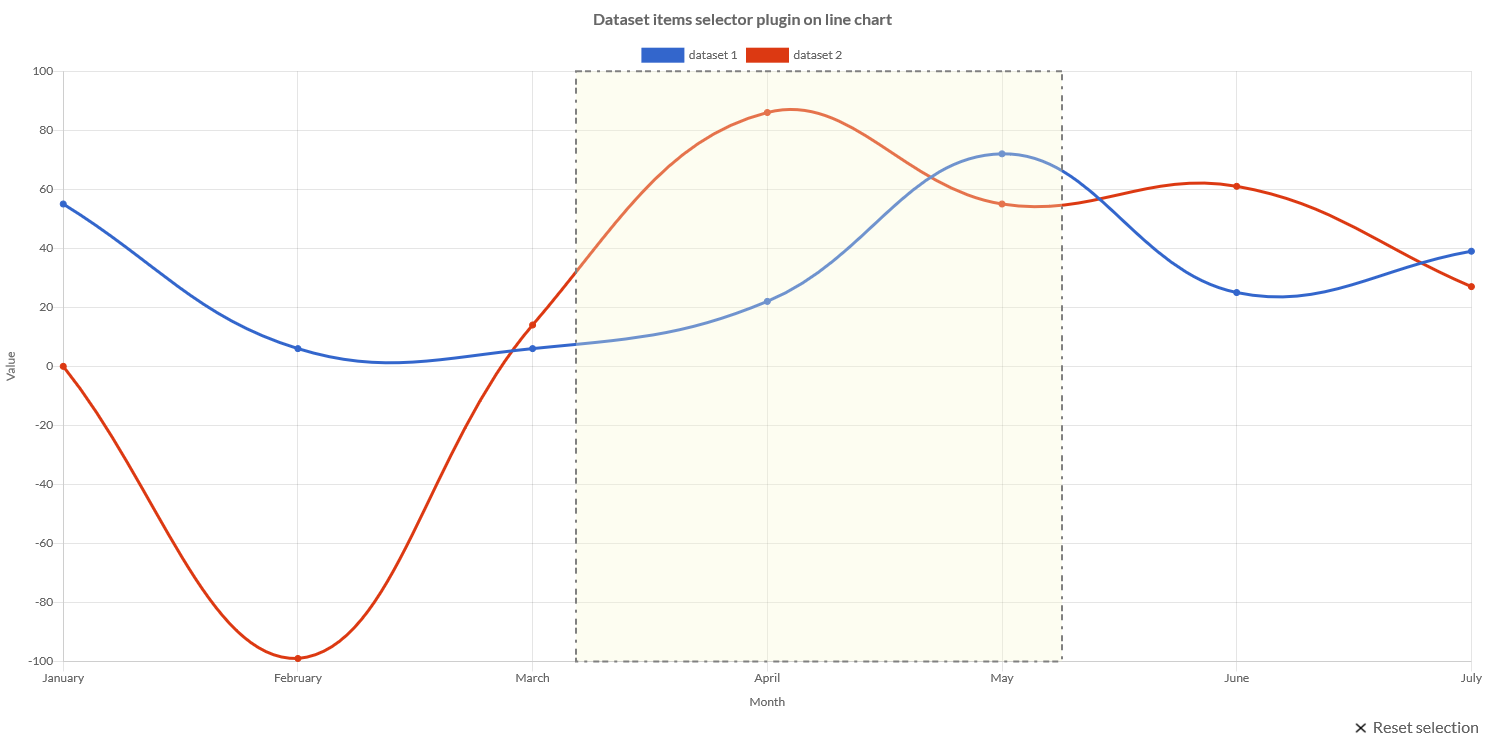 Dataset items selector plugin on line chart
dataset 1 dataset 2
100
80
60
40
20
0
Value
-20
-40
-60
-80
-100
January February March April May June July
Month
✕ Reset selection